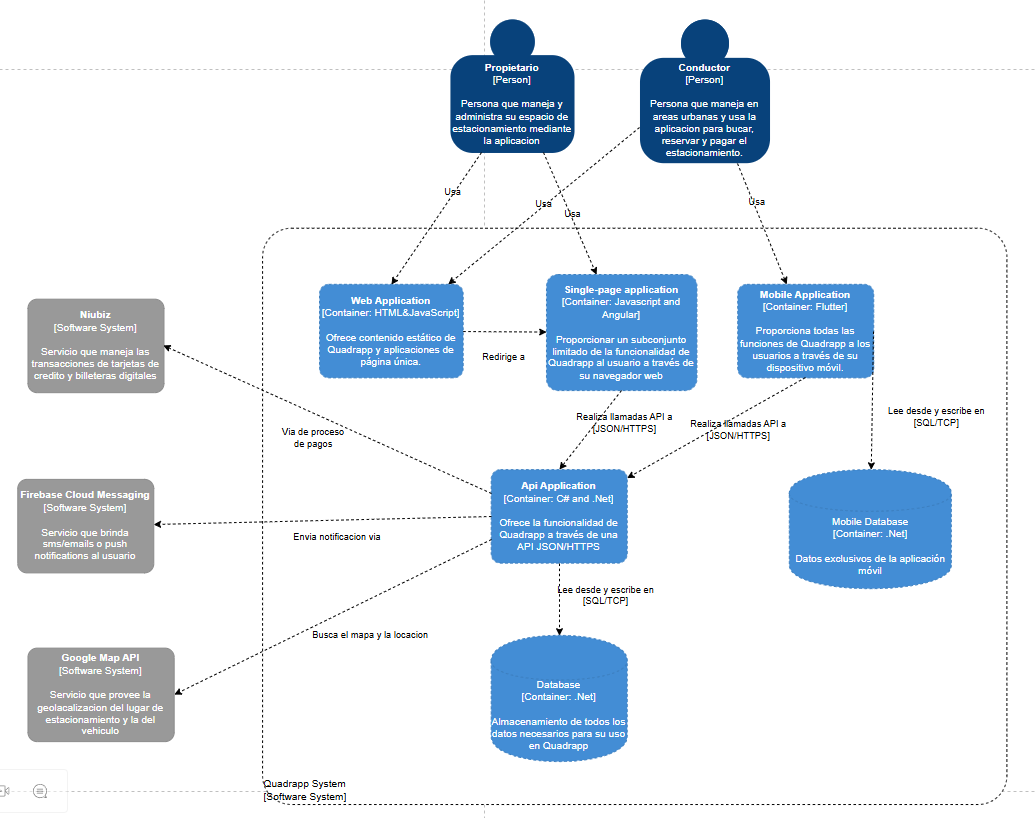 Propietario
[Person]
Persona que maneja y
administra su espacio de
estacionamiento mediante
la aplicacion
Conductor
[Person]
Persona que maneja en
areas urbanas y usa la
aplicacion para bucar,
reservar y pagar el
estacionamiento.
Usa
Usa
Usa
Usa
Web Application
[Container: HTML&JavaScript]
Ofrece contenido estático de
Quadrapp y aplicaciones de
página única.
Redirige a
Single-page application
[Container: Javascript and
Angular]
Proporcionar un subconjunto
limitado de la funcionalidad de
Quadrapp al usuario a través de
su navegador web
Mobile Application
[Container: Flutter]
Proporciona todas las
funciones de Quadrapp a los
usuarios a través de su
dispositivo móvil.
Niubiz
[Software System]
Servicio que maneja las
transacciones de tarjetas de
credito y billeteras digitales
Realiza llamadas API a
[JSON/HTTPS]
Realiza llamadas API a
[JSON/HTTPS]
Lee desde y escribe en
[SQL/TCP]
Via de proceso
de pagos
Api Application
[Container: C# and .Net]
Ofrece la funcionalidad de
Quadrapp a través de una
API JSON/HTTPS
Firebase Cloud Messaging
[Software System]
Servicio que brinda
sms/emails o push
notifications al usuario
Envia notificacion via
Mobile Database
[Container: .Net]
Datos exclusivos de la aplicación
móvil
Lee desde y escribe en
[SQL/TCP]
Busca el mapa y la locacion
Google Map API
[Software System]
Servicio que provee la
geolacalizacion del lugar de
estacionamiento y la del
vehiculo
Database
[Container: .Net]
Almacenamiento de todos los
datos necesarios para su uso
en Quadrapp
Quadrapp System
[Software System]